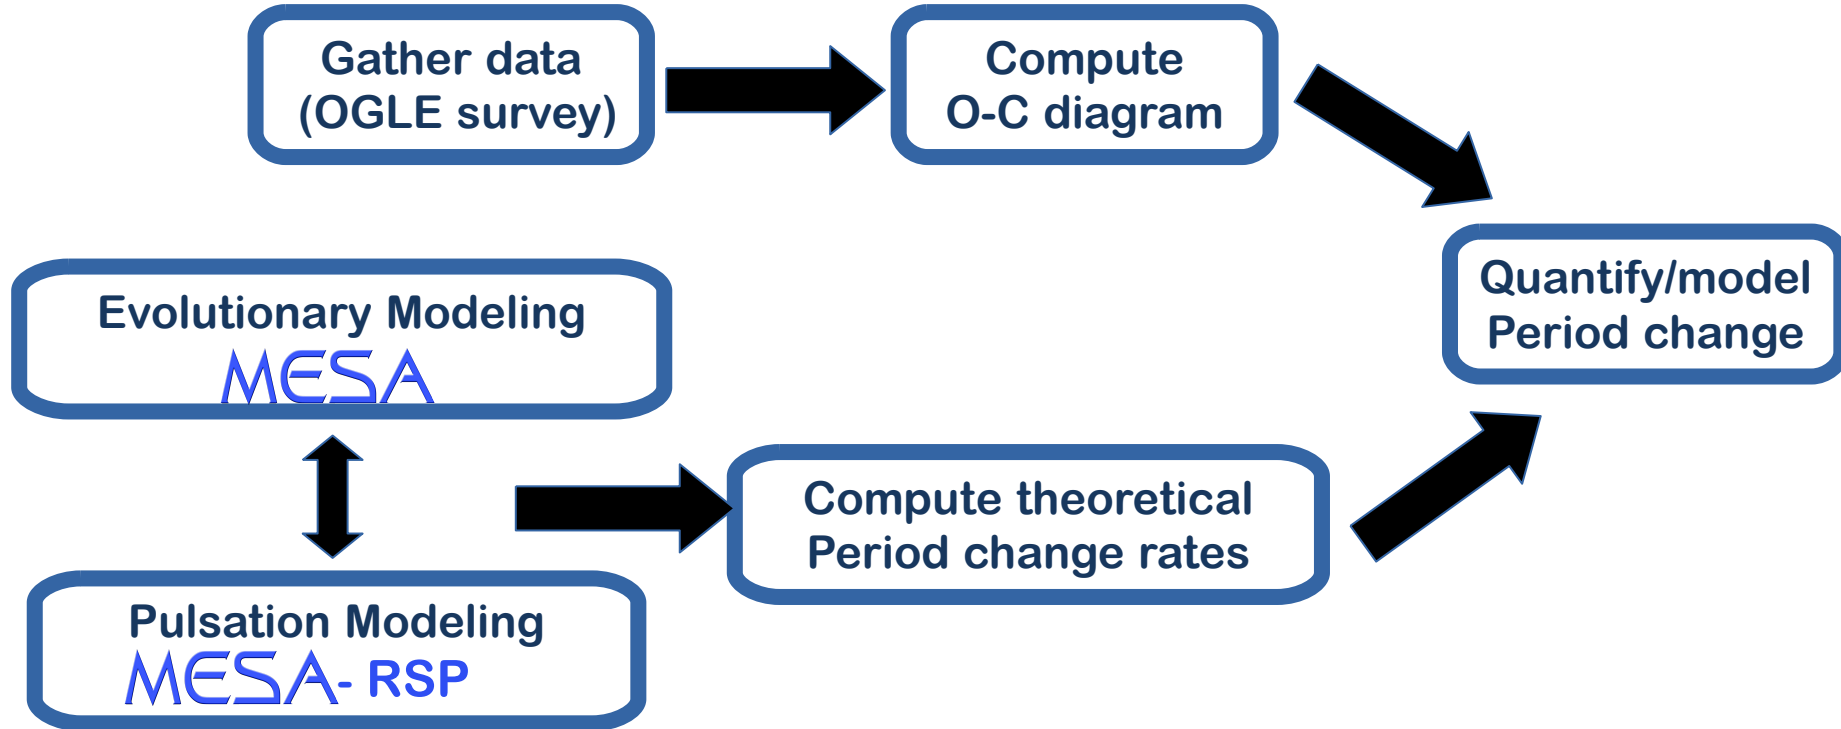 Gather data
(OGLE survey)
Compute
O-C diagram
Quantify/model
Period change
Evolutionary Modeling
MESA
Compute theoretical
Period change rates
Pulsation Modeling
MESA- RSP